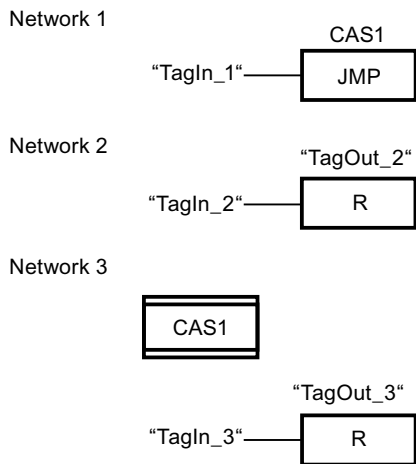 Network 1
CAS1
“TagIn_1“ JMP
Network 2
“TagOut_2“
“TagIn_2“ R
Network 3
CAS1
“TagOut_3“
“TagIn_3“ R